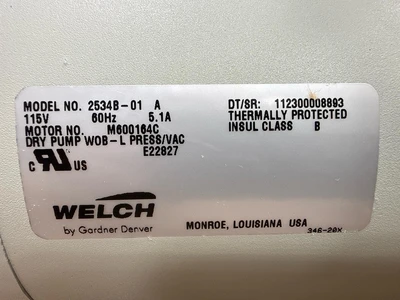 MODEL NO. 2534B-01 A DT/SR: 112300008893
115V 60Hz 5.1A THERMALLY PROTECTED
MOTOR NO. M600164C INSUL CLASS B
DRY PUMP WOB-L PRESS/VAC
E22827
C RU US
WELCH
by Gardner Denver
MONROE, LOUISIANA USA
346-20X